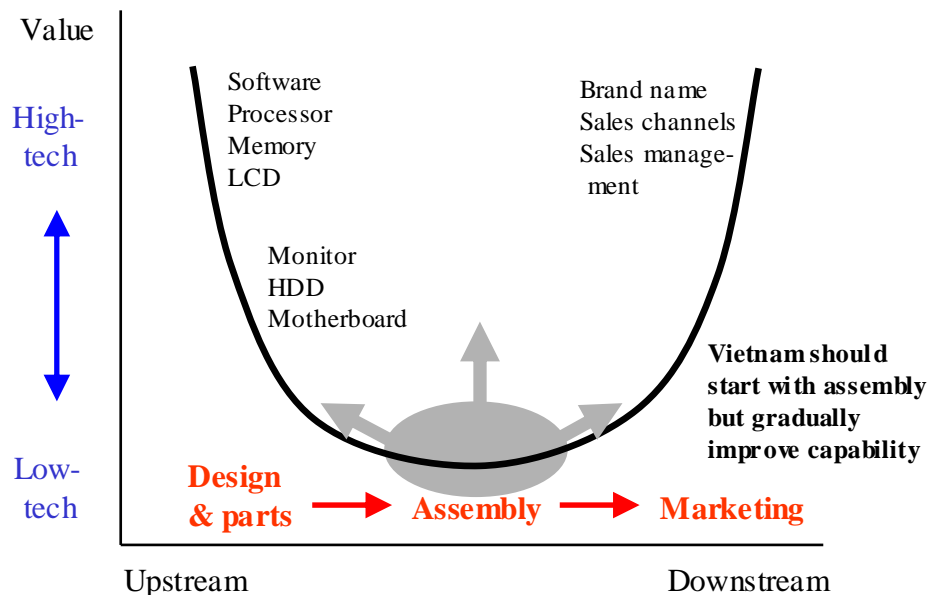 Value
High-
tech
Low-
tech
Software
Processor
Memory
LCD
Monitor
HDD
Motherboard
Brand name
Sales channels
Sales manage-
ment
Vietnam should
start with assembly
but gradually
improve capability
Design
& parts
Assembly
Marketing
Upstream
Downstream